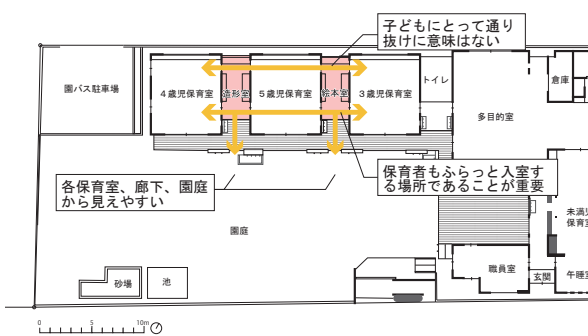 子どもにとって通り
抜けに意味はない
園バス駐車場
4歳児保育室
造形室
5歳児保育室
絵本室
3歳児保育室
トイレ
倉庫
多目的室
各保育室、廊下、園庭
から見えやすい
保育者もふらっと入室す
る場所であることが重要
園庭
未満児
保育室
職員室
玄関
午睡室
砂場
池
0 5 10m